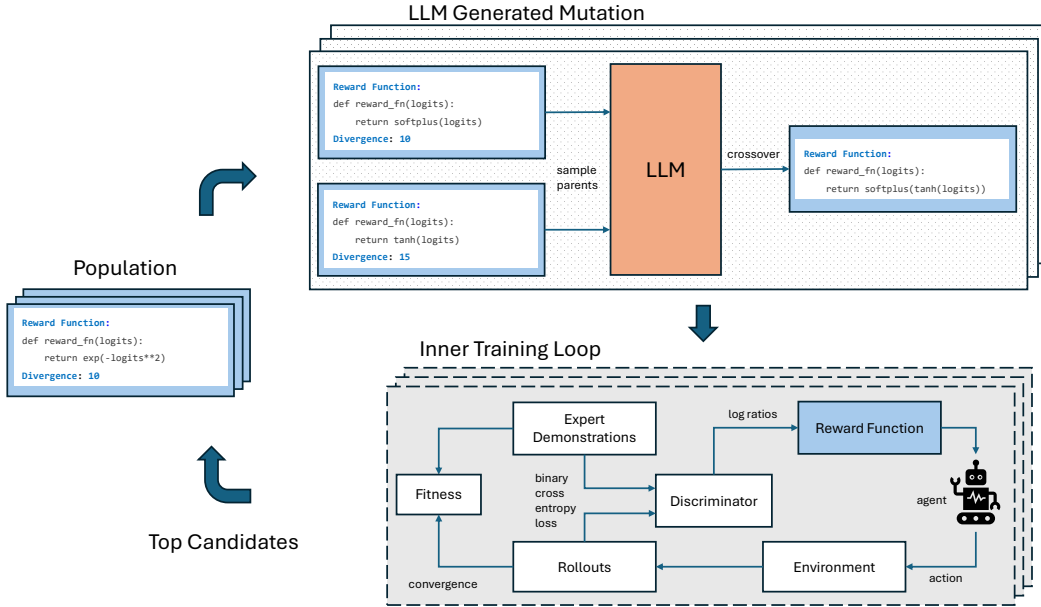 LLM Generated Mutation
Reward Function:
def reward_fn(logits):
return softplus(logits)
Divergence: 10
Reward Function:
def reward_fn(logits):
return tanh(logits)
Divergence: 15
sample
parents
LLM
crossover
Reward Function:
def reward_fn(logits):
return softplus(tanh(logits))
Population
Reward Function:
def reward_fn(logits):
return exp(-logits**2)
Divergence: 10
Top Candidates
Inner Training Loop
Expert
Demonstrations
log ratios
Reward Function
Fitness
binary
cross
entropy
loss
Discriminator
agent
convergence
Rollouts
Environment
action